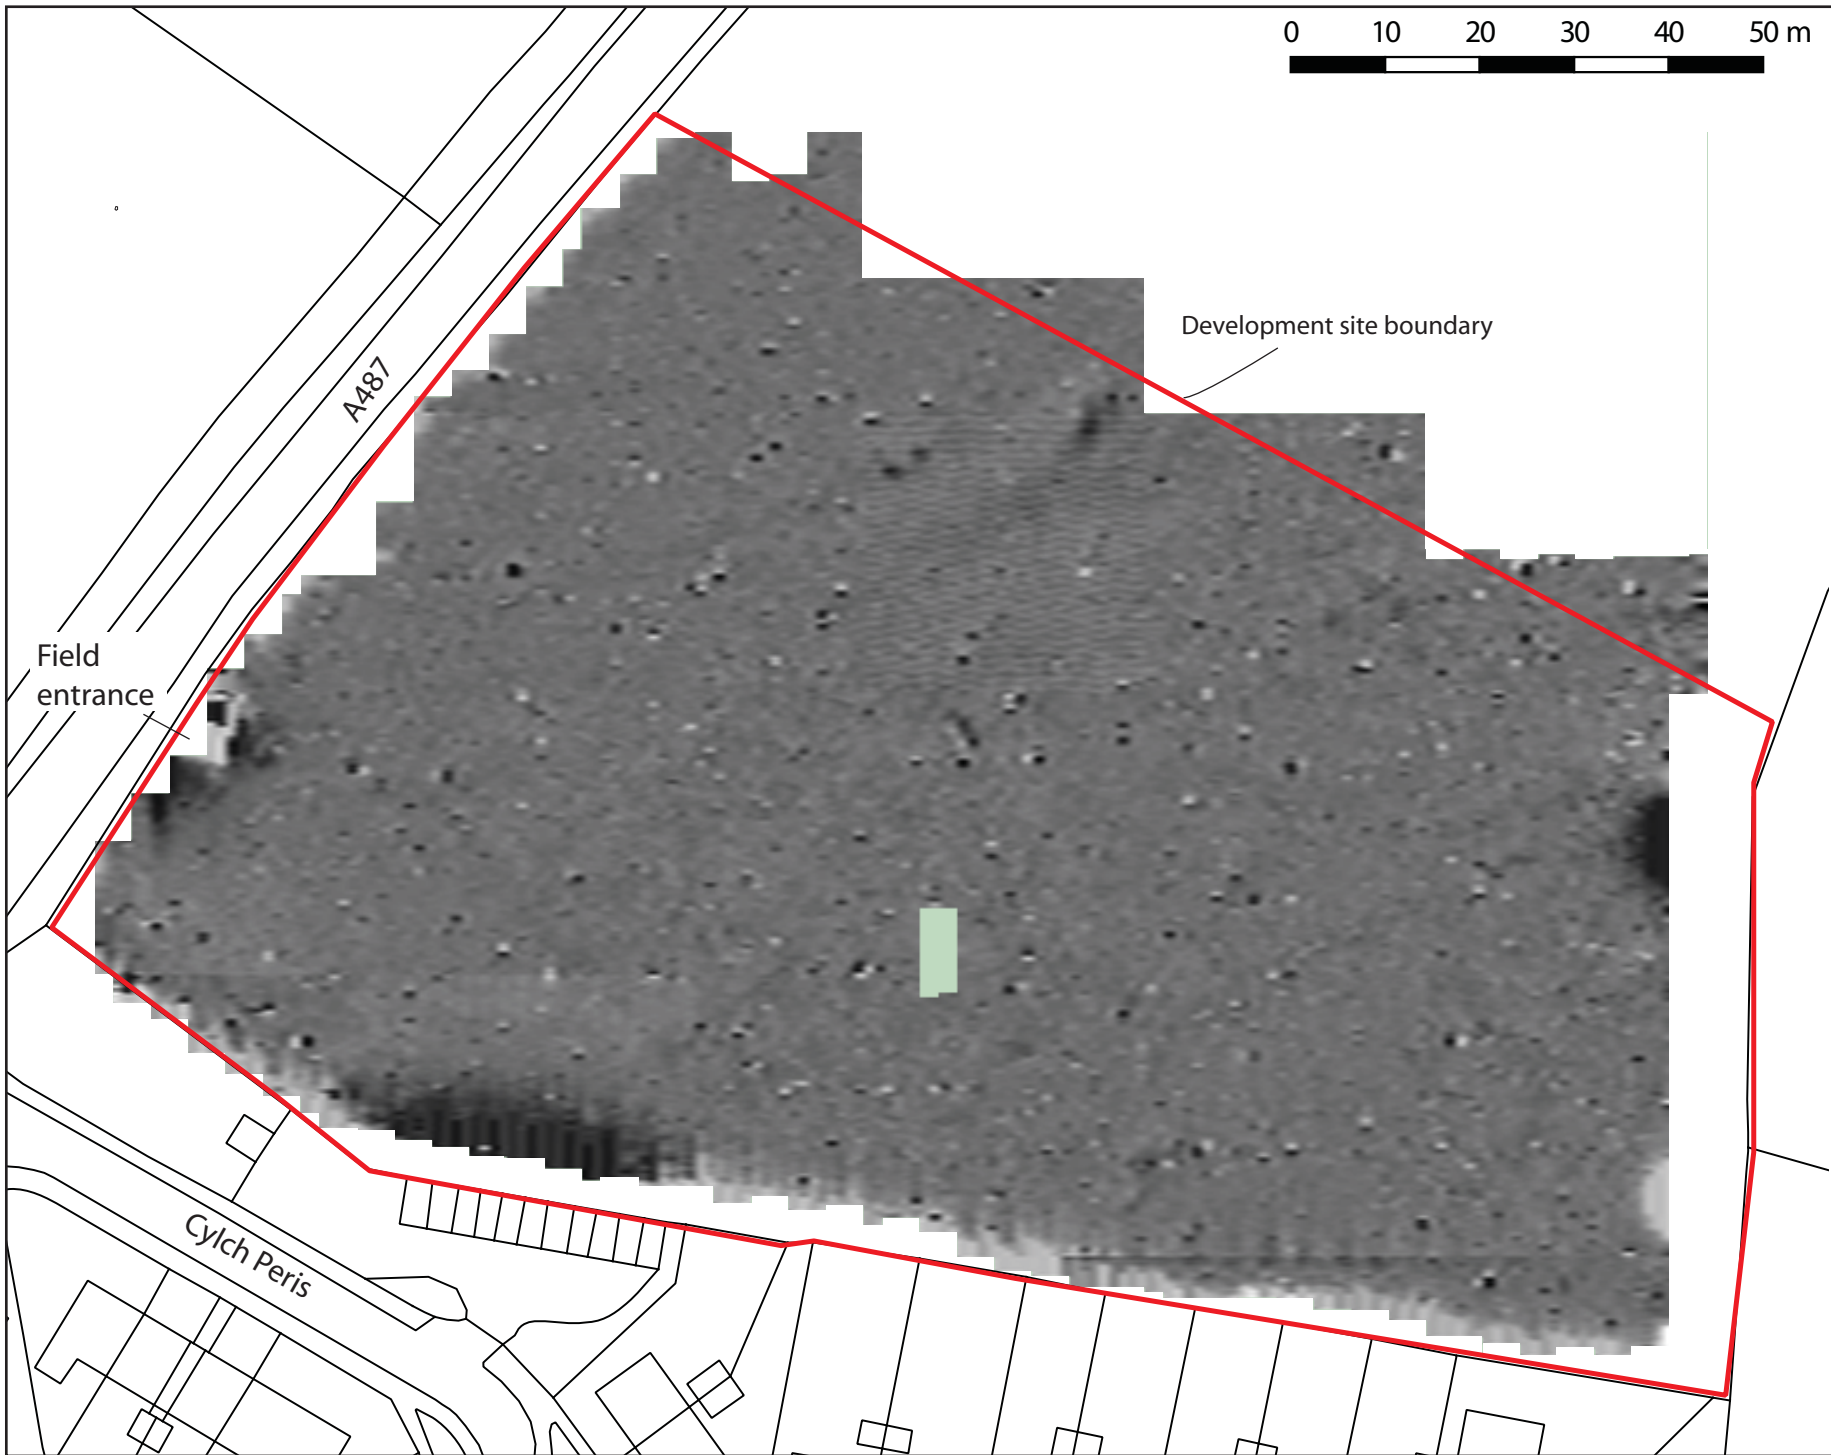 0 10 20 30 40 50 m
Development site boundary
A487
Field
entrance
Cylch Peris